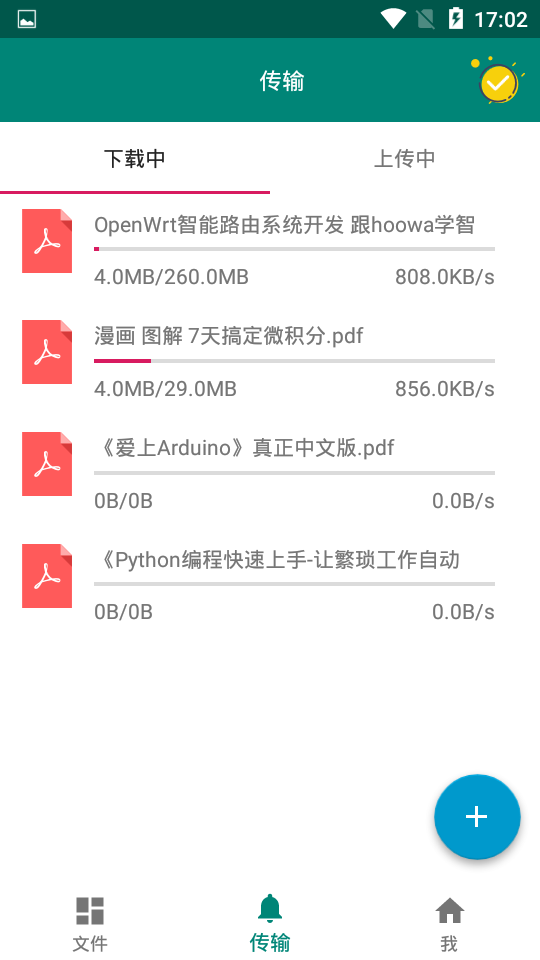 17:02
传输
下载中
上传中
OpenWrt智能路由系统开发 跟hoowa学智
4.0MB/260.0MB
808.0KB/s
漫画 图解 7天搞定微积分.pdf
4.0MB/29.0MB
856.0KB/s
《爱上Arduino》真正中文版.pdf
0B/0B
0.0B/s
《Python编程快速上手-让繁琐工作自动
0B/0B
0.0B/s
文件
传输
我